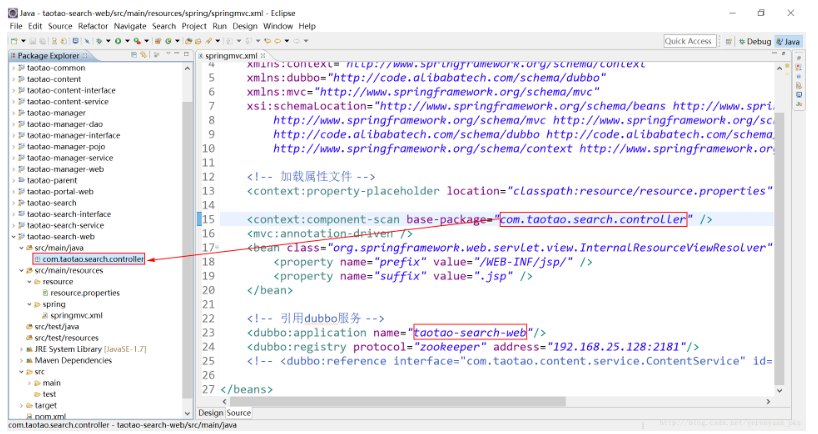 Java - taotao-search-web/src/main/resources/spring/springmvc.xml - Eclipse
File Edit Source Refactor Navigate Search Project Run Design Window Help
Quick Access
Debug
Java
Package Explorer
taotao-common
taotao-content
taotao-content-interface
taotao-content-service
taotao-manager
taotao-manager-dao
taotao-manager-interface
taotao-manager-pojo
taotao-manager-service
taotao-manager-web
taotao-parent
taotao-portal-web
taotao-search
taotao-search-interface
taotao-search-service
taotao-search-web
src/main/java
com.taotao.search.controller
src/main/resources
resource
resource.properties
spring
springmvc.xml
src/test/java
src/test/resources
JRE System Library [JavaSE-1.7]
Maven Dependencies
src
main
test
target
pom.xml
springmvc.xml
4 xmlns:context="http://www.springframework.org/schema/context"
5 xmlns:dubbo="http://code.alibabatech.com/schema/dubbo"
6 xmlns:mvc="http://www.springframework.org/schema/mvc"
7 xsi:schemaLocation="http://www.springframework.org/schema/beans http://www.spri
8 http://www.springframework.org/schema/mvc http://www.springframework.org/sc
9 http://code.alibabatech.com/schema/dubbo http://code.alibabatech.com/schema
10 http://www.springframework.org/schema/context http://www.springframework.or
11
12 <!-- 加载属性文件 -->
13 <context:property-placeholder location="classpath:resource/resource.properties"
14
15 <context:component-scan base-package="com.taotao.search.controller" />
16 <mvc:annotation-driven />
17 <bean class="org.springframework.web.servlet.view.InternalResourceViewResolver"
18 <property name="prefix" value="/WEB-INF/jsp/" />
19 <property name="suffix" value=".jsp" />
20 </bean>
21
22 <!-- 引用dubbo服务 -->
23 <dubbo:application name="taotao-search-web"/>
24 <dubbo:registry protocol="zookeeper" address="192.168.25.128:2181"/>
25 <!-- <dubbo:reference interface="com.taotao.content.service.ContentService" id=
26
27 </beans>
Design Source
com.taotao.search.controller - taotao-search-web/src/main/java